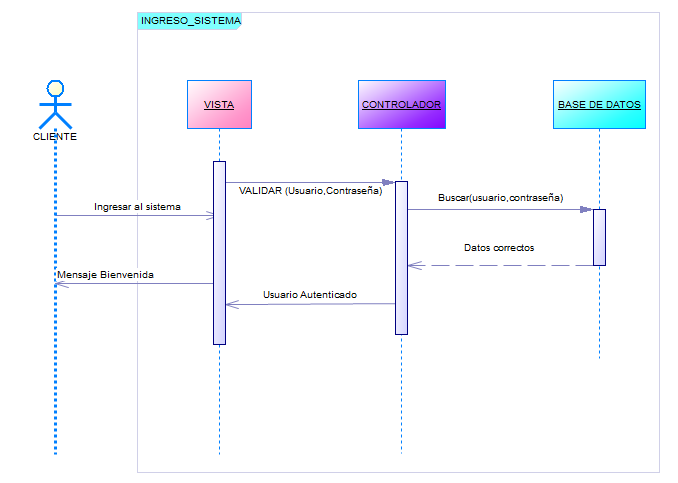 INGRESO_SISTEMA
VISTA
CONTROLADOR
BASE DE DATOS
CLIENTE
VALIDAR (Usuario,Contraseña)
Buscar(usuario,contraseña)
Ingresar al sistema
Datos correctos
Mensaje Bienvenida
Usuario Autenticado